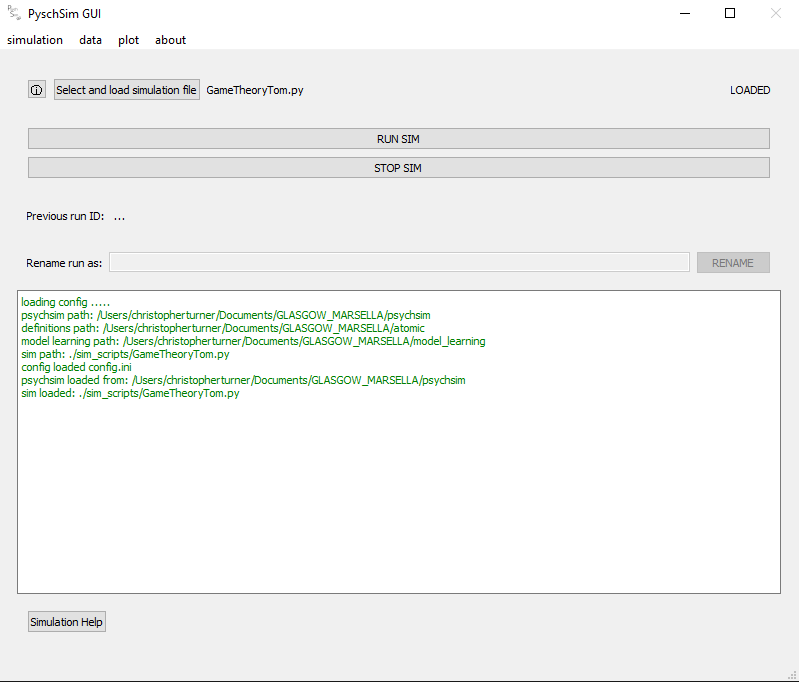 PyschSim GUI
simulation data plot about
Select and load simulation file GameTheoryTom.py LOADED
RUN SIM
STOP SIM
Previous run ID: ...
Rename run as: RENAME
loading config .....
psychsim path: /Users/christopherturner/Documents/GLASGOW_MARSELLA/psychsim
definitions path: /Users/christopherturner/Documents/GLASGOW_MARSELLA/atomic
model learning path: /Users/christopherturner/Documents/GLASGOW_MARSELLA/model_learning
sim path: ./sim_scripts/GameTheoryTom.py
config loaded config.ini
psychsim loaded from: /Users/christopherturner/Documents/GLASGOW_MARSELLA/psychsim
sim loaded: ./sim_scripts/GameTheoryTom.py
Simulation Help